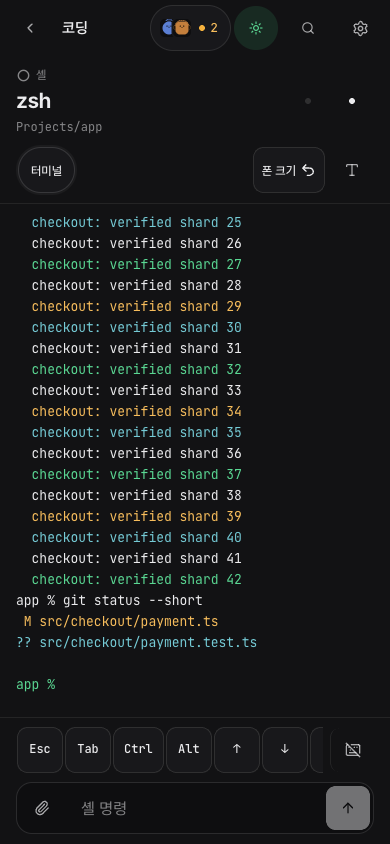 코딩
2
셸
zsh
Projects/app
터미널
폰 크기
checkout: verified shard 25
checkout: verified shard 26
checkout: verified shard 27
checkout: verified shard 28
checkout: verified shard 29
checkout: verified shard 30
checkout: verified shard 31
checkout: verified shard 32
checkout: verified shard 33
checkout: verified shard 34
checkout: verified shard 35
checkout: verified shard 36
checkout: verified shard 37
checkout: verified shard 38
checkout: verified shard 39
checkout: verified shard 40
checkout: verified shard 41
checkout: verified shard 42
app % git status --short
M src/checkout/payment.ts
?? src/checkout/payment.test.ts
app %
Esc Tab Ctrl Alt ↑ ↓
셸 명령